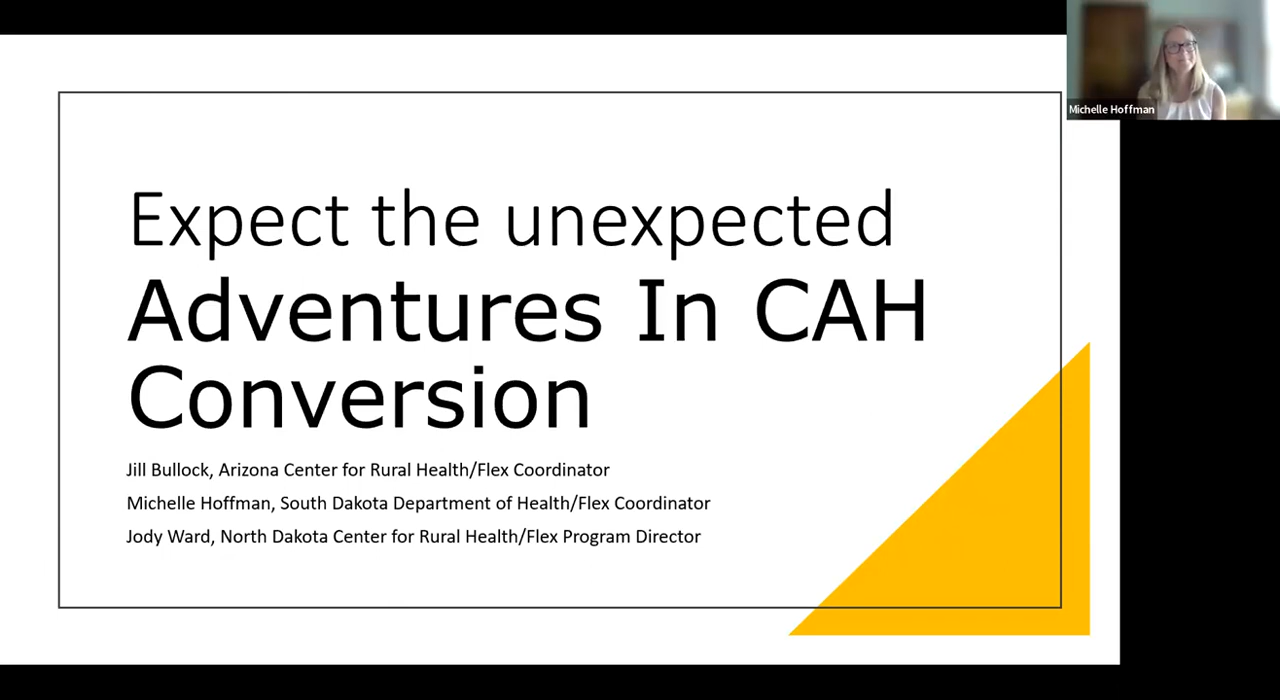 Michelle Hoffman
Expect the unexpected
Adventures In CAH
Conversion
Jill Bullock, Arizona Center for Rural Health/Flex Coordinator
Michelle Hoffman, South Dakota Department of Health/Flex Coordinator
Jody Ward, North Dakota Center for Rural Health/Flex Program Director